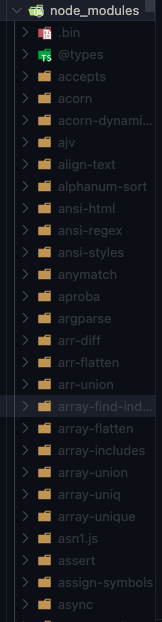 node_modules
.bin
@types
accepts
acorn
acorn-dynami...
ajv
align-text
alphanum-sort
ansi-html
ansi-regex
ansi-styles
anymatch
aproba
argparse
arr-diff
arr-flatten
arr-union
array-find-ind...
array-flatten
array-includes
array-union
array-uniq
array-unique
asn1.js
assert
assign-symbols
async